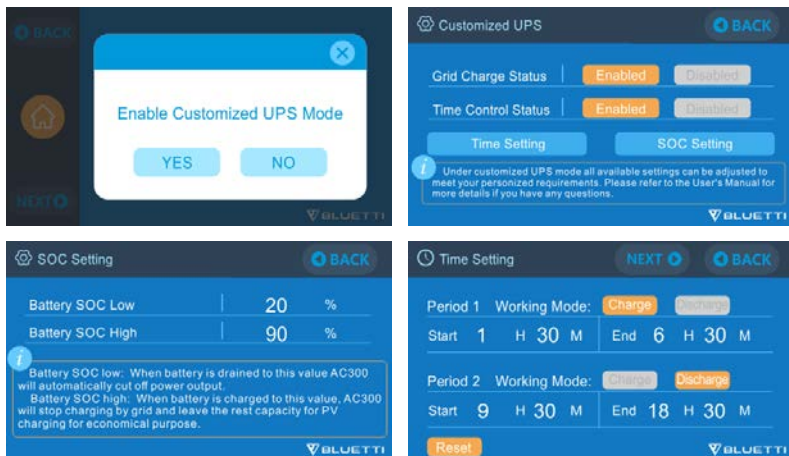 BACK
Enable Customized UPS Mode
YES NO
NEXT
BLUETTI
Customized UPS BACK
Grid Charge Status Enabled Disabled
Time Control Status Enabled Disabled
Time Setting SOC Setting
i Under customized UPS mode all available settings can be adjusted to
meet your personized requirements. Please refer to the User's Manual for
more details if you have any questions.
BLUETTI
SOC Setting BACK
Battery SOC Low 20 %
Battery SOC High 90 %
i Battery SOC low: When battery is drained to this value AC300
will automatically cut off power output.
Battery SOC high: When battery is charged to this value, AC300
will stop charging by grid and leave the rest capacity for PV
charging for economical purpose.
BLUETTI
Time Setting NEXT BACK
Period 1 Working Mode: Charge Discharge
Start 1 H 30 M End 6 H 30 M
Period 2 Working Mode: Charge Discharge
Start 9 H 30 M End 18 H 30 M
Reset BLUETTI